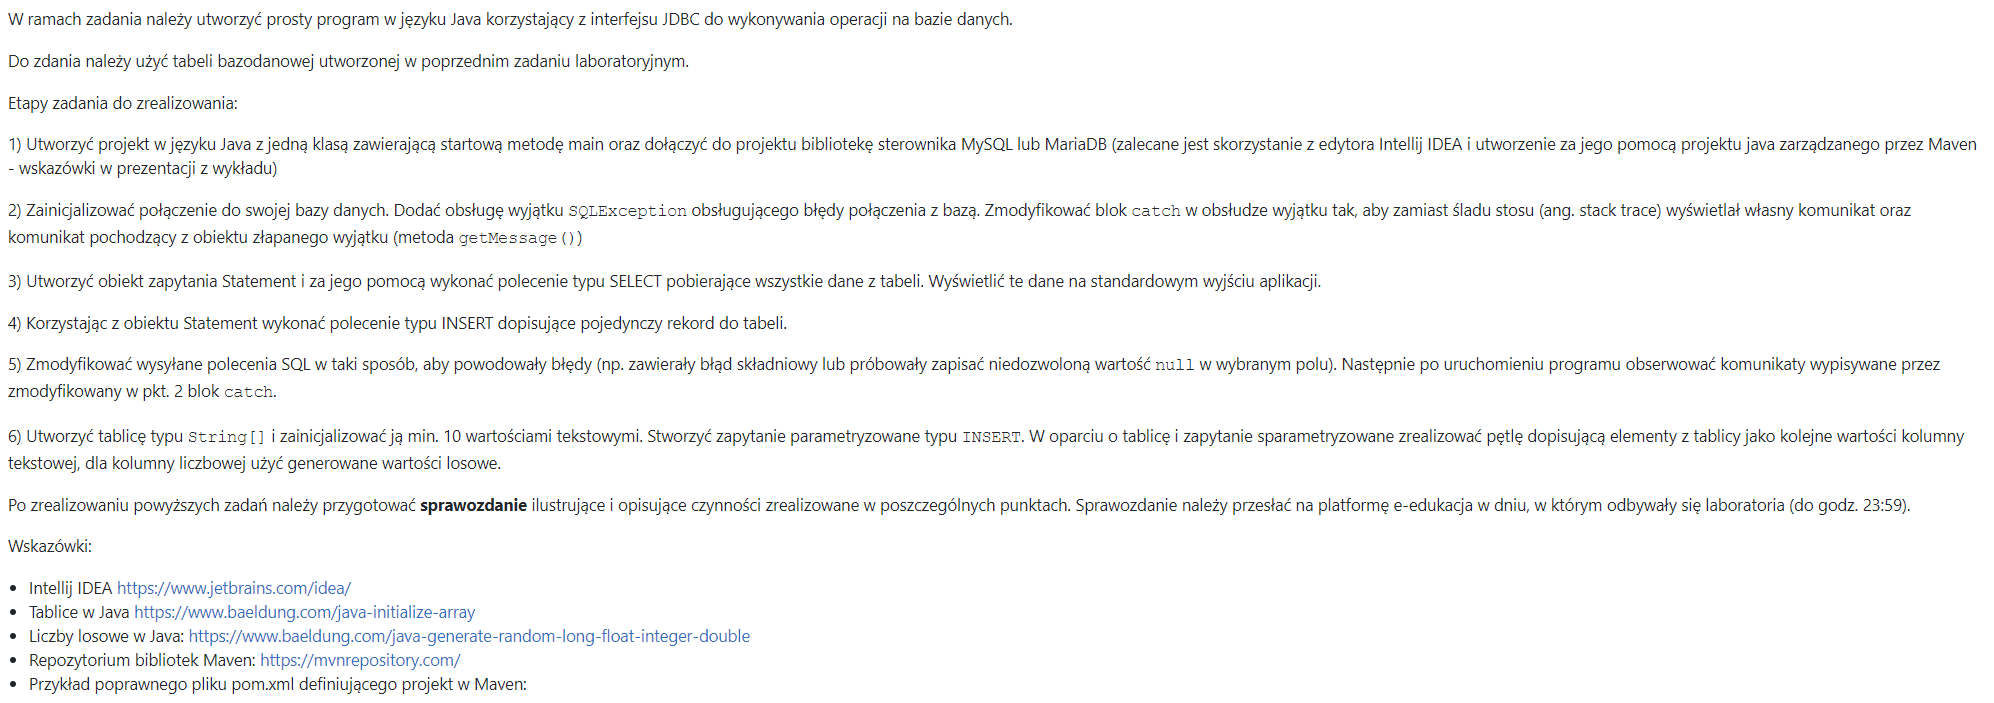 W ramach zadania należy utworzyć prosty program w języku Java korzystający z interfejsu JDBC do wykonywania operacji na bazie danych.
Do zdania należy użyć tabeli bazodanowej utworzonej w poprzednim zadaniu laboratoryjnym.
Etapy zadania do zrealizowania:
1) Utworzyć projekt w języku Java z jedną klasą zawierającą startową metodę main oraz dołączyć do projektu bibliotekę sterownika MySQL lub MariaDB (zalecane jest skorzystanie z edytora Intellij IDEA i utworzenie za jego pomocą projektu java zarządzanego przez Maven
- wskazówki w prezentacji z wykładu)
2) Zainicjalizować połączenie do swojej bazy danych. Dodać obsługę wyjątku SQLException obsługującego błędy połączenia z bazą. Zmodyfikować blok catch w obsłudze wyjątku tak, aby zamiast śladu stosu (ang. stack trace) wyświetlał własny komunikat oraz
komunikat pochodzący z obiektu złapanego wyjątku (metoda getMessage())
3) Utworzyć obiekt zapytania Statement i za jego pomocą wykonać polecenie typu SELECT pobierające wszystkie dane z tabeli. Wyświetlić te dane na standardowym wyjściu aplikacji.
4) Korzystając z obiektu Statement wykonać polecenie typu INSERT dopisujące pojedynczy rekord do tabeli.
5) Zmodyfikować wysyłane polecenia SQL w taki sposób, aby powodowały błędy (np. zawierały błąd składniowy lub próbowały zapisać niedozwoloną wartość null w wybranym polu). Następnie po uruchomieniu programu obserwować komunikaty wypisywane przez
zmodyfikowany w pkt. 2 blok catch.
6) Utworzyć tablicę typu String[] i zainicjalizować ją min. 10 wartościami tekstowymi. Stworzyć zapytanie parametryzowane typu INSERT. W oparciu o tablicę i zapytanie sparametryzowane zrealizować pętlę dopisującą elementy z tablicy jako kolejne wartości kolumny
tekstowej, dla kolumny liczbowej użyć generowane wartości losowe.
Po zrealizowaniu powyższych zadań należy przygotować sprawozdanie ilustrujące i opisujące czynności zrealizowane w poszczególnych punktach. Sprawozdanie należy przesłać na platformę e-edukacja w dniu, w którym odbywały się laboratoria (do godz. 23:59).
Wskazówki:
• Intellij IDEA https://www.jetbrains.com/idea/
• Tablice w Java https://www.baeldung.com/java-initialize-array
• Liczby losowe w Java: https://www.baeldung.com/java-generate-random-long-float-integer-double
• Repozytorium bibliotek Maven: https://mvnrepository.com/
• Przykład poprawnego pliku pom.xml definiującego projekt w Maven: